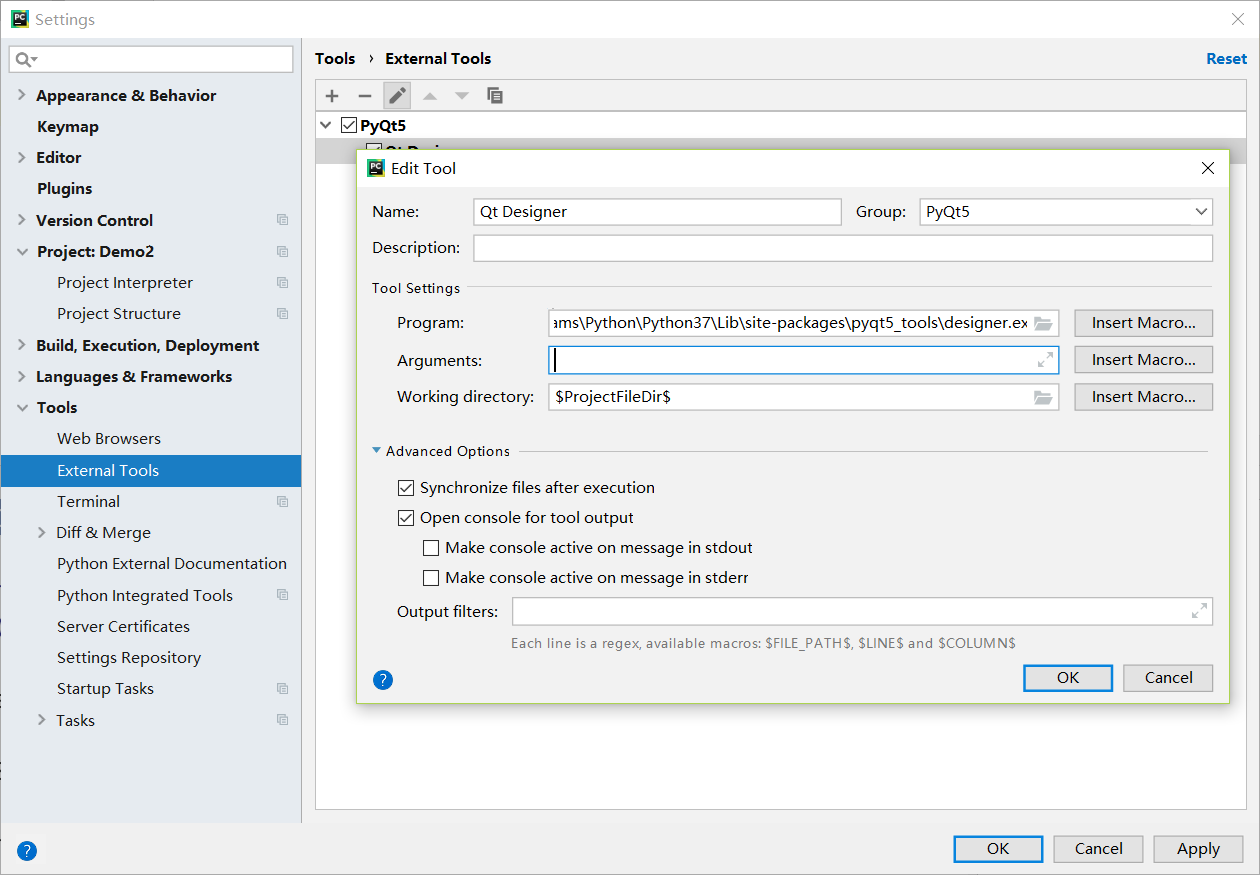 Settings
Appearance & Behavior
Keymap
Editor
Plugins
Version Control
Project: Demo2
Project Interpreter
Project Structure
Build, Execution, Deployment
Languages & Frameworks
Tools
Web Browsers
External Tools
Terminal
Diff & Merge
Python External Documentation
Python Integrated Tools
Server Certificates
Settings Repository
Startup Tasks
Tasks
Tools › External Tools
Reset
PyQt5
Edit Tool
Name: Qt Designer Group: PyQt5
Description:
Tool Settings
Program: ams\Python\Python37\Lib\site-packages\pyqt5_tools\designer.ex Insert Macro...
Arguments: Insert Macro...
Working directory: $ProjectFileDir$ Insert Macro...
Advanced Options
Synchronize files after execution
Open console for tool output
Make console active on message in stdout
Make console active on message in stderr
Output filters:
Each line is a regex, available macros: $FILE_PATH$, $LINE$ and $COLUMN$
? OK Cancel
? OK Cancel Apply